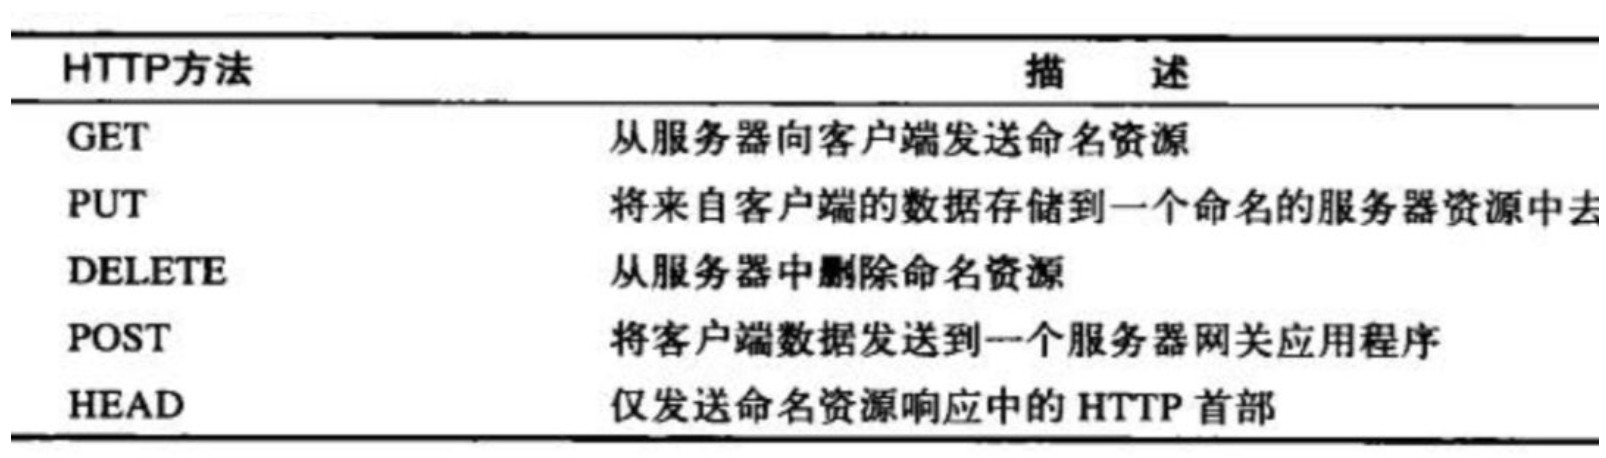 HTTP方法 描 述
GET 从服务器向客户端发送命名资源
PUT 将来自客户端的数据存储到一个命名的服务器资源中去
DELETE 从服务器中删除命名资源
POST 将客户端数据发送到一个服务器网关应用程序
HEAD 仅发送命名资源响应中的 HTTP 首部